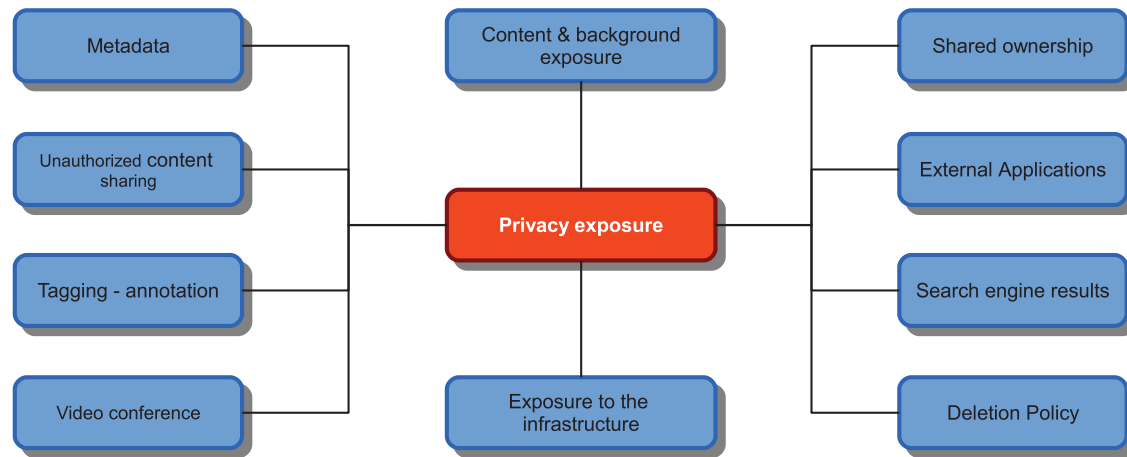 Metadata
Content & background
exposure
Shared ownership
Unauthorized content
sharing
External Applications
Privacy exposure
Tagging - annotation
Search engine results
Video conference
Exposure to the
infrastructure
Deletion Policy